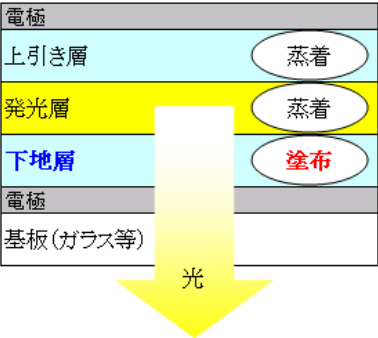 電極
上引き層 蒸着
発光層 蒸着
下地層 塗布
電極
基板(ガラス等)
光